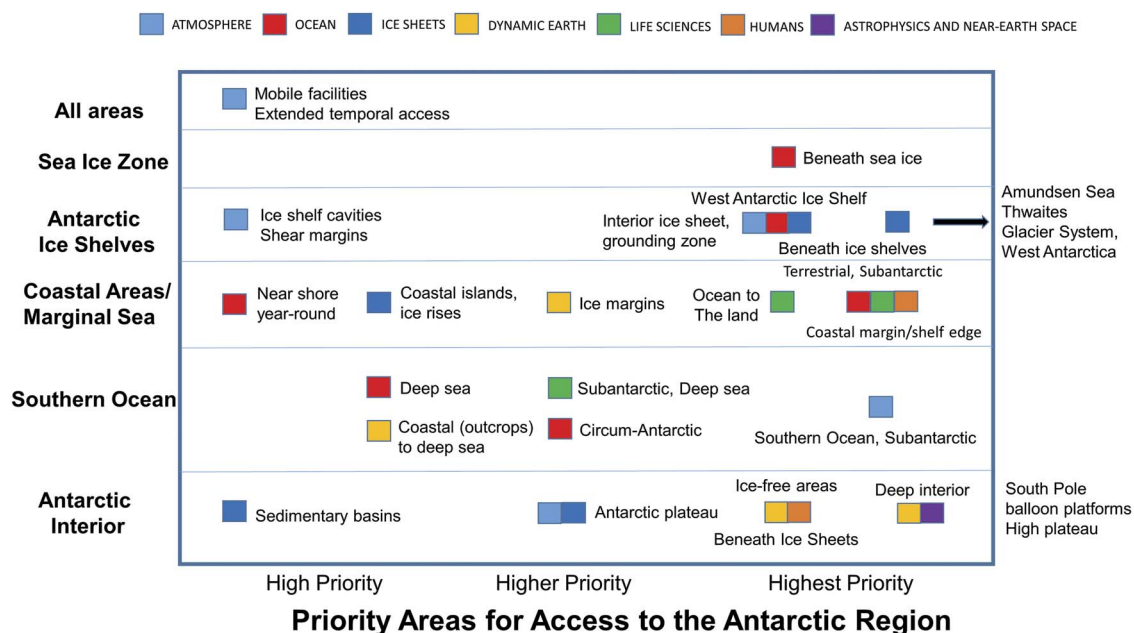 ATMOSPHERE OCEAN ICE SHEETS DYNAMIC EARTH LIFE SCIENCES HUMANS ASTROPHYSICS AND NEAR-EARTH SPACE
All areas
Mobile facilities
Extended temporal access
Sea Ice Zone
Beneath sea ice
Antarctic
Ice Shelves
Ice shelf cavities
Shear margins
West Antarctic Ice Shelf
Interior ice sheet,
grounding zone
Beneath ice shelves
Amundsen Sea
Thwaites
Glacier System,
West Antarctica
Coastal Areas/
Marginal Sea
Near shore
year-round
Coastal islands,
ice rises
Ice margins
Ocean to
The land
Terrestrial, Subantarctic
Coastal margin/shelf edge
Southern Ocean
Deep sea
Subantarctic, Deep sea
Coastal (outcrops)
to deep sea
Circum-Antarctic
Southern Ocean, Subantarctic
Antarctic
Interior
Sedimentary basins
Antarctic plateau
Ice-free areas
Beneath Ice Sheets
Deep interior
South Pole
balloon platforms
High plateau
High Priority
Higher Priority
Highest Priority
Priority Areas for Access to the Antarctic Region